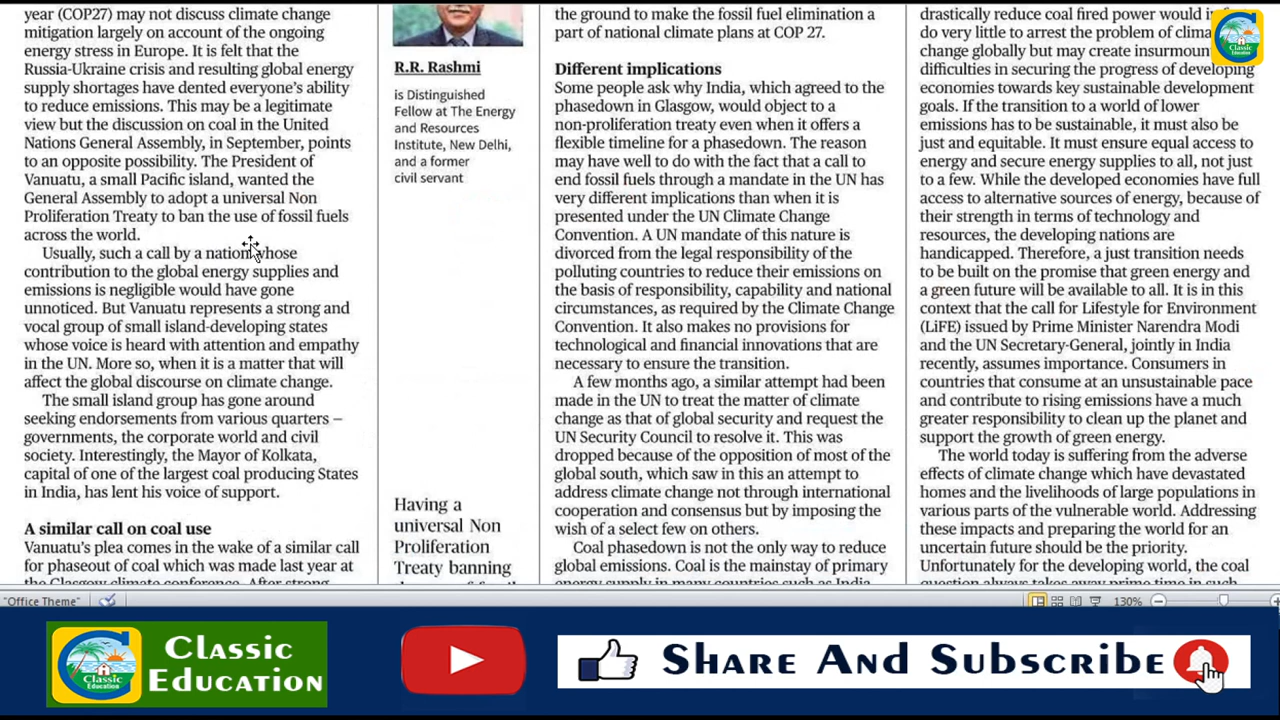 year (COP27) may not discuss climate change
mitigation largely on account of the ongoing
energy stress in Europe. It is felt that the
Russia-Ukraine crisis and resulting global energy
supply shortages have dented everyone's ability
to reduce emissions. This may be a legitimate
view but the discussion on coal in the United
Nations General Assembly, in September, points
to an opposite possibility. The President of
Vanuatu, a small Pacific island, wanted the
General Assembly to adopt a universal Non
Proliferation Treaty to ban the use of fossil fuels
across the world.
Usually, such a call by a nation whose
contribution to the global energy supplies and
emissions is negligible would have gone
unnoticed. But Vanuatu represents a strong and
vocal group of small island-developing states
whose voice is heard with attention and empathy
in the UN. More so, when it is a matter that will
affect the global discourse on climate change.
The small island group has gone around
seeking endorsements from various quarters –
governments, the corporate world and civil
society. Interestingly, the Mayor of Kolkata,
capital of one of the largest coal producing States
in India, has lent his voice of support.
A similar call on coal use
Vanuatu's plea comes in the wake of a similar call
for phaseout of coal which was made last year at
the Glasgow climate conference. After strong
R.R. Rashmi
is Distinguished
Fellow at The Energy
and Resources
Institute, New Delhi,
and a former
civil servant
Having a
universal Non
Proliferation
Treaty banning
the ground to make the fossil fuel elimination a
part of national climate plans at COP 27.
Different implications
Some people ask why India, which agreed to the
phasedown in Glasgow, would object to a
non-proliferation treaty even when it offers a
flexible timeline for a phasedown. The reason
may have well to do with the fact that a call to
end fossil fuels through a mandate in the UN has
very different implications than when it is
presented under the UN Climate Change
Convention. A UN mandate of this nature is
divorced from the legal responsibility of the
polluting countries to reduce their emissions on
the basis of responsibility, capability and national
circumstances, as required by the Climate Change
Convention. It also makes no provisions for
technological and financial innovations that are
necessary to ensure the transition.
A few months ago, a similar attempt had been
made in the UN to treat the matter of climate
change as that of global security and request the
UN Security Council to resolve it. This was
dropped because of the opposition of most of the
global south, which saw in this an attempt to
address climate change not through international
cooperation and consensus but by imposing the
wish of a select few on others.
Coal phasedown is not the only way to reduce
global emissions. Coal is the mainstay of primary
energy supply in many countries such as India
drastically reduce coal fired power would in
do very little to arrest the problem of
change globally but may create
difficulties in securing the progress of developing
economies towards key sustainable development
goals. If the transition to a world of lower
emissions has to be sustainable, it must also be
just and equitable. It must ensure equal access to
energy and secure energy supplies to all, not just
to a few. While the developed economies have full
access to alternative sources of energy, because of
their strength in terms of technology and
resources, the developing nations are
handicapped. Therefore, a just transition needs
to be built on the promise that green energy and
a green future will be available to all. It is in this
context that the call for Lifestyle for Environment
(LiFE) issued by Prime Minister Narendra Modi
and the UN Secretary-General, jointly in India
recently, assumes importance. Consumers in
countries that consume at an unsustainable pace
and contribute to rising emissions have a much
greater responsibility to clean up the planet and
support the growth of green energy.
The world today is suffering from the adverse
effects of climate change which have devastated
homes and the livelihoods of large populations in
various parts of the vulnerable world. Addressing
these impacts and preparing the world for an
uncertain future should be the priority.
Unfortunately for the developing world, the coal
question always takes away prime time in such
Classic
Education
"Office Theme"
130%
Classic
Education
Classic
Education
Share And Subscribe